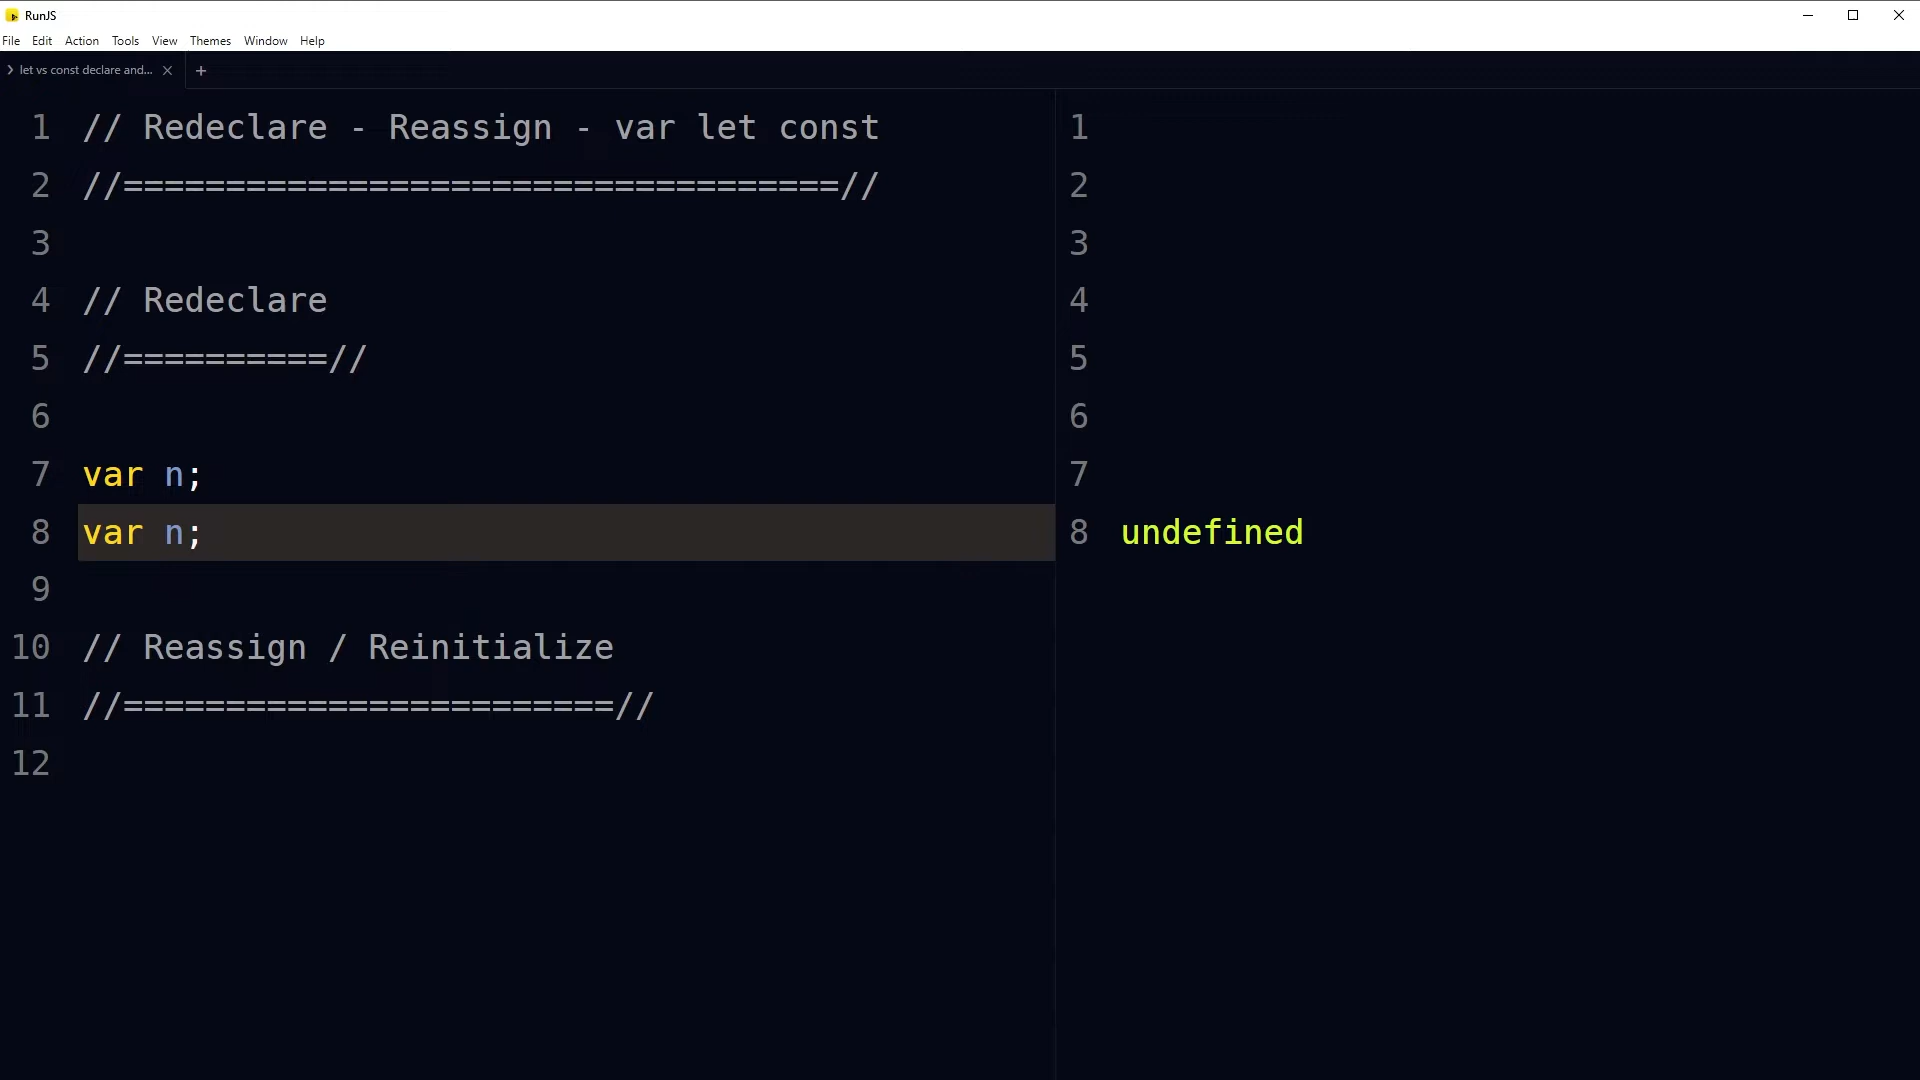 RunJS
File Edit Action Tools View Themes Window Help
let vs const declare and...
1 // Redeclare - Reassign - var let const
2 //===================================//
3
4 // Redeclare
5 //==========//
6
7 var n;
8 var n;
9
10 // Reassign / Reinitialize
11 //========================//
12
1
2
3
4
5
6
7
8 undefined